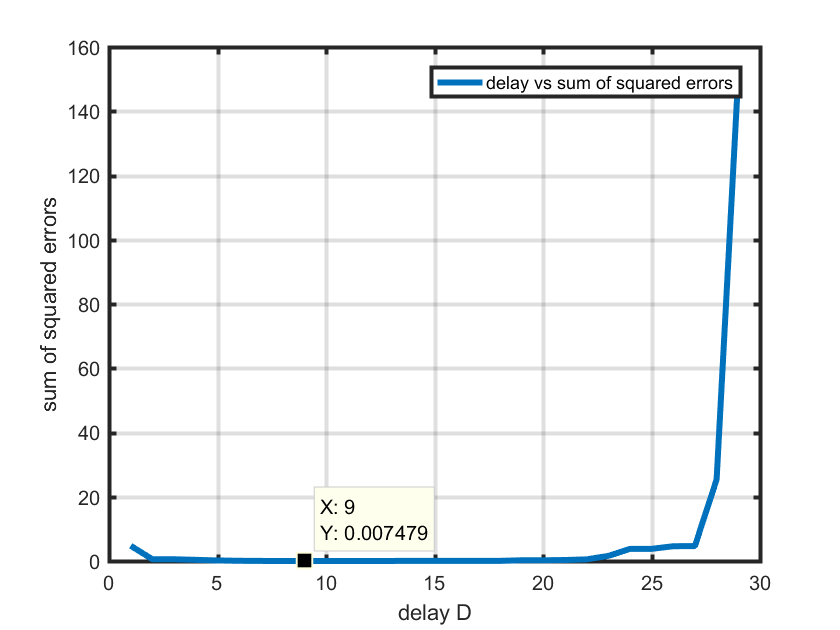 160
140
120
100
80
60
40
20
0
sum of squared errors
delay vs sum of squared errors
X: 9
Y: 0.007479
0 5 10 15 20 25 30
delay D